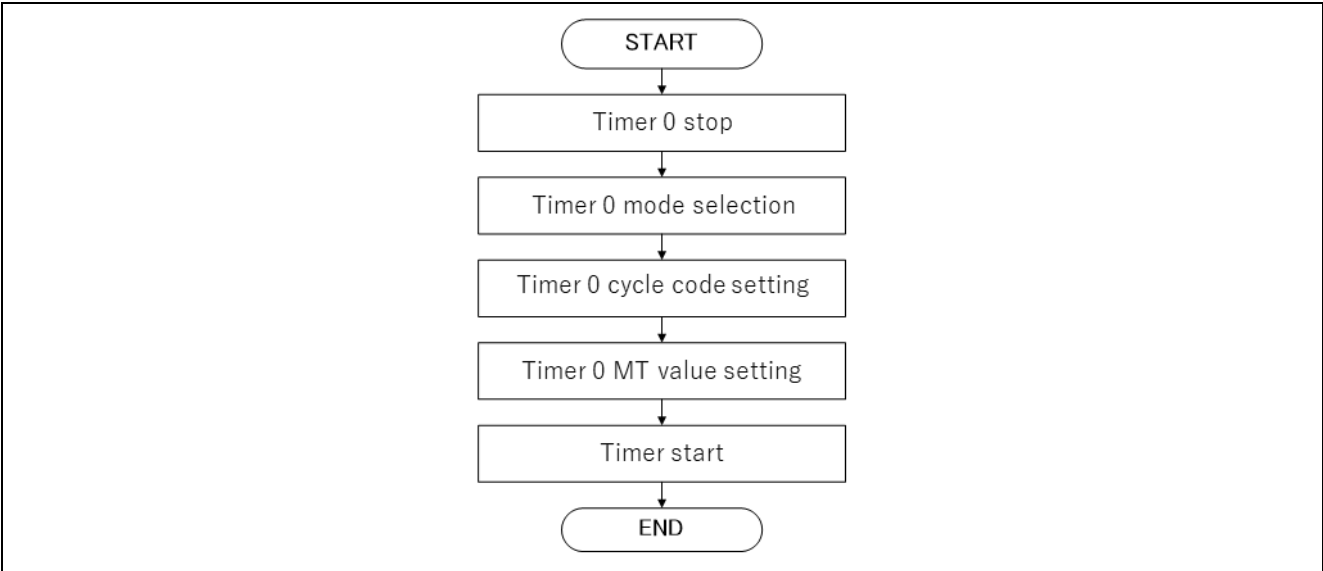 START
Timer 0 stop
Timer 0 mode selection
Timer 0 cycle code setting
Timer 0 MT value setting
Timer start
END